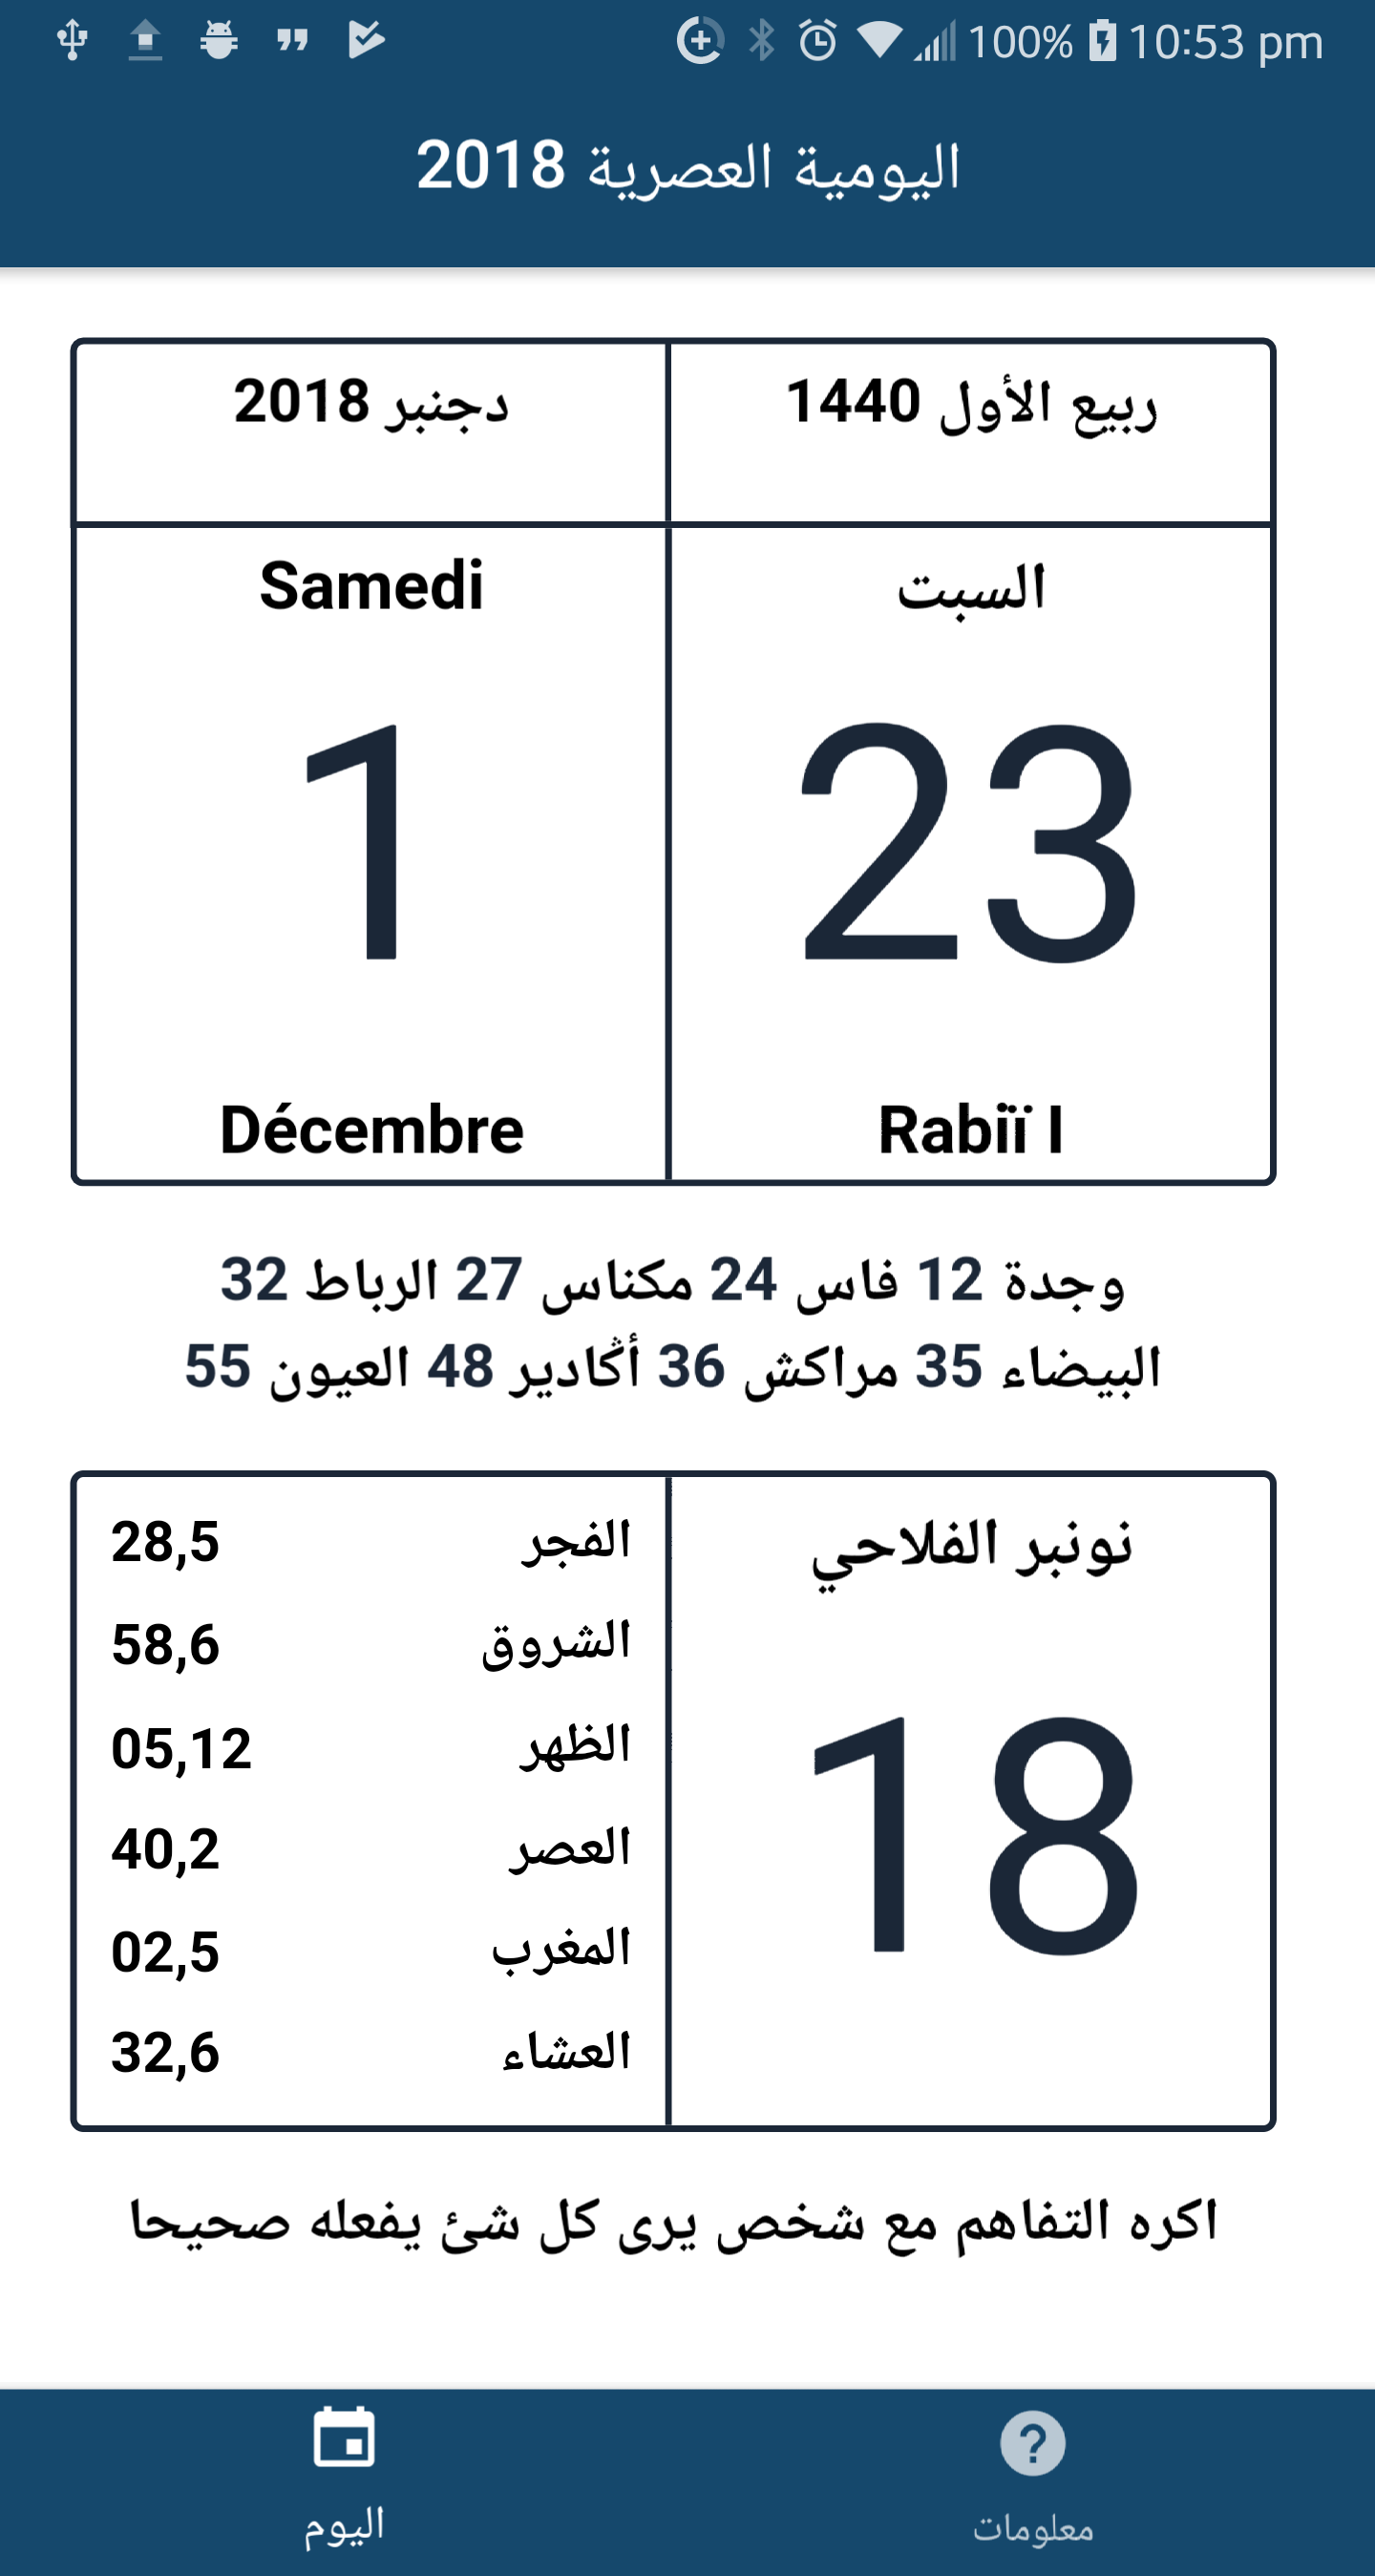 100% 10:53 pm
اليومية العصرية 2018
ربيع الأول 1440
دجنبر 2018
السبت
23
Rabiï I
Samedi
1
Décembre
وجدة 12 فاس 24 مكناس 27 الرباط 32
البيضاء 35 مراكش 36 أڭادير 48 العيون 55
نونبر الفلاحي
18
الفجر 28,5
الشروق 58,6
الظهر 05,12
العصر 40,2
المغرب 02,5
العشاء 32,6
اكره التفاهم مع شخص يرى كل شئ يفعله صحيحا
معلومات
اليوم